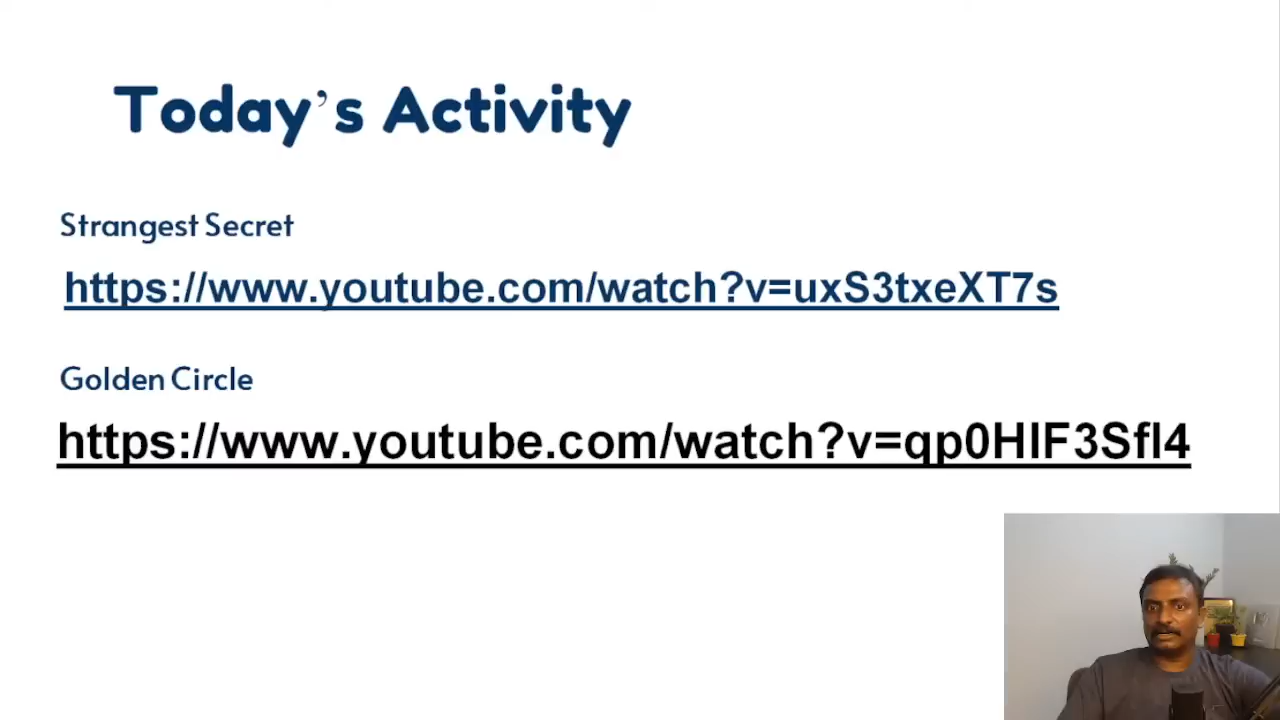 Today's Activity
Strangest Secret
https://www.youtube.com/watch?v=uxS3txeXT7s
Golden Circle
https://www.youtube.com/watch?v=qp0HIF3SfI4